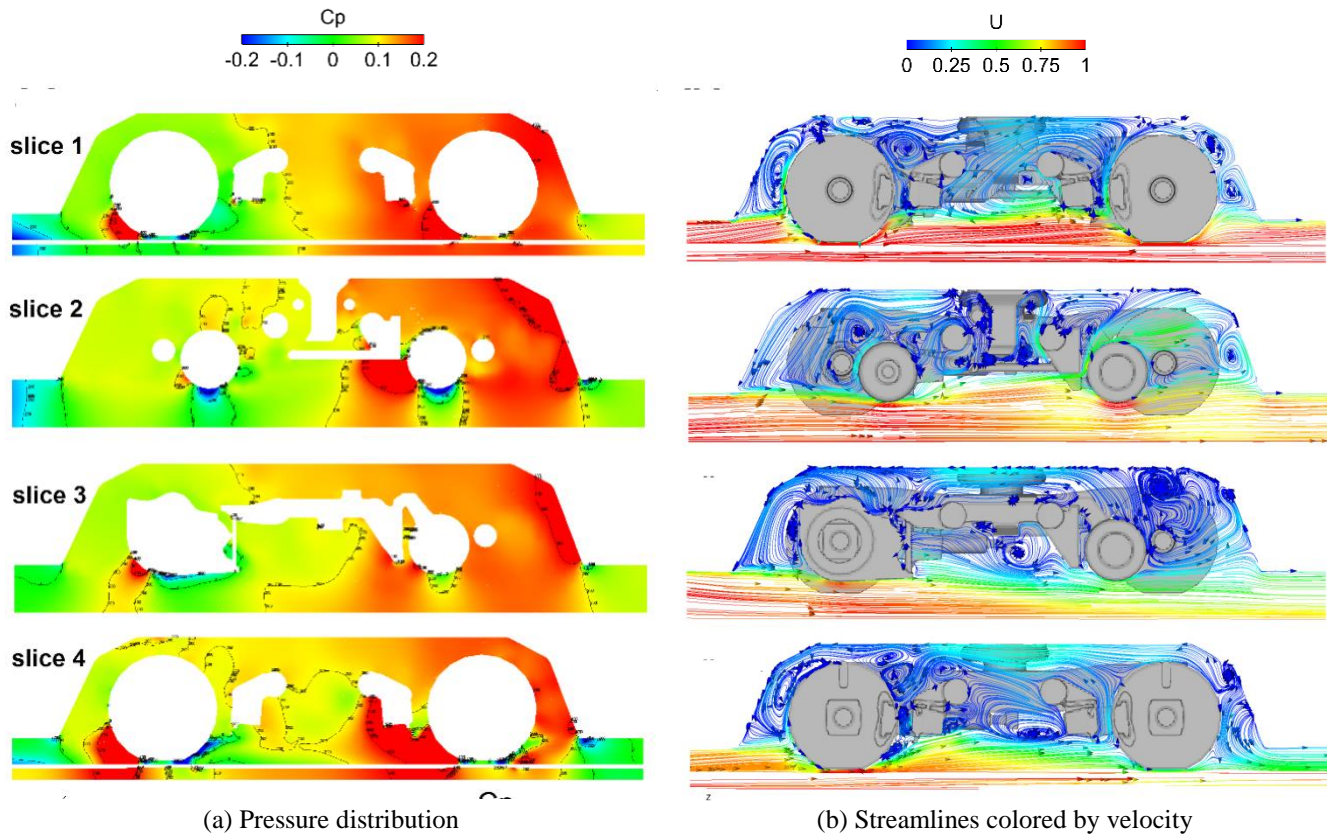 Cp
-0.2 -0.1 0 0.1 0.2
U
0 0.25 0.5 0.75 1
slice 1
slice 2
slice 3
slice 4
z
(a) Pressure distribution
(b) Streamlines colored by velocity